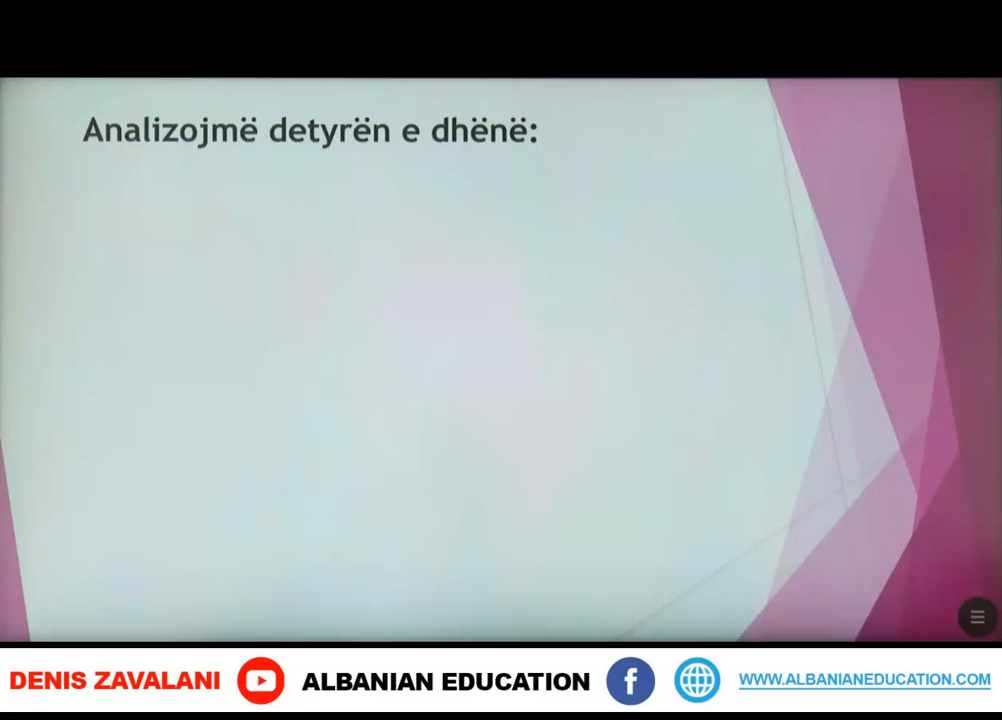 Analizojmë detyrën e dhënë:
DENIS ZAVALANI ALBANIAN EDUCATION f WWW.ALBANIANEDUCATION.COM